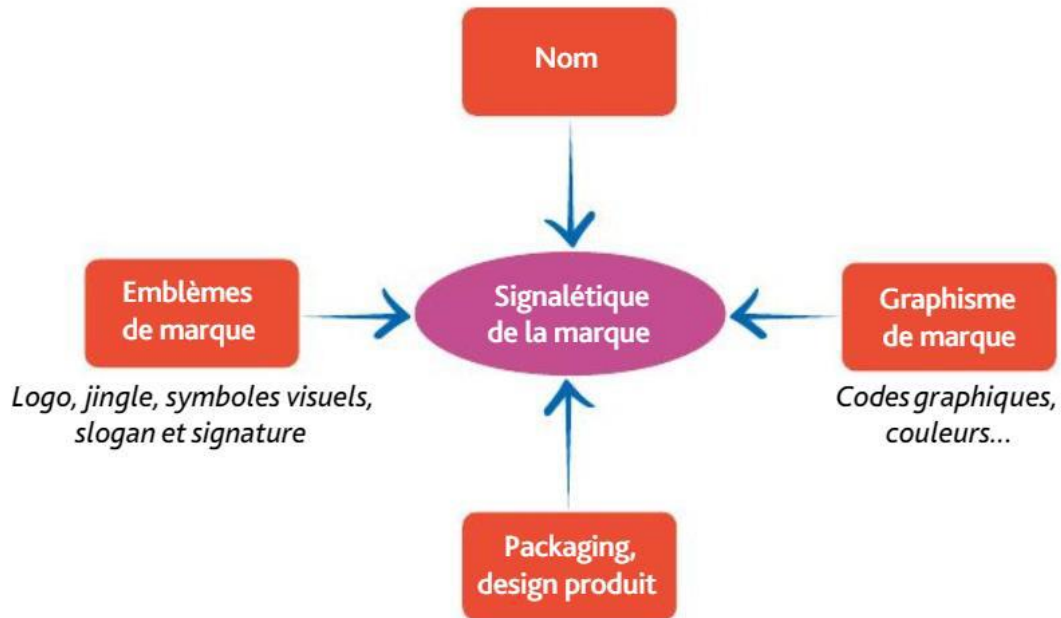 Nom
Emblèmes
de marque
Logo, jingle, symboles visuels,
slogan et signature
Signalétique
de la marque
Graphisme
de marque
Codes graphiques,
couleurs...
Packaging,
design produit